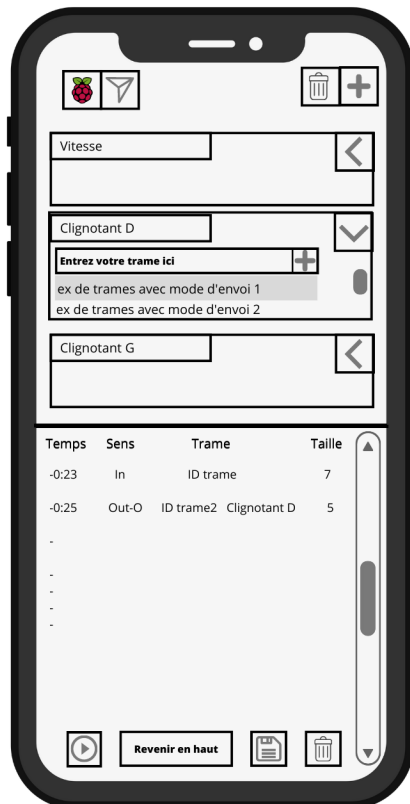 Vitesse
Clignotant D
Entrez votre trame ici
ex de trames avec mode d'envoi 1
ex de trames avec mode d'envoi 2
Clignotant G
Temps Sens Trame Taille
-0:23 In ID trame 7
-0:25 Out-O ID trame2 Clignotant D 5
-
-
-
-
-
Revenir en haut